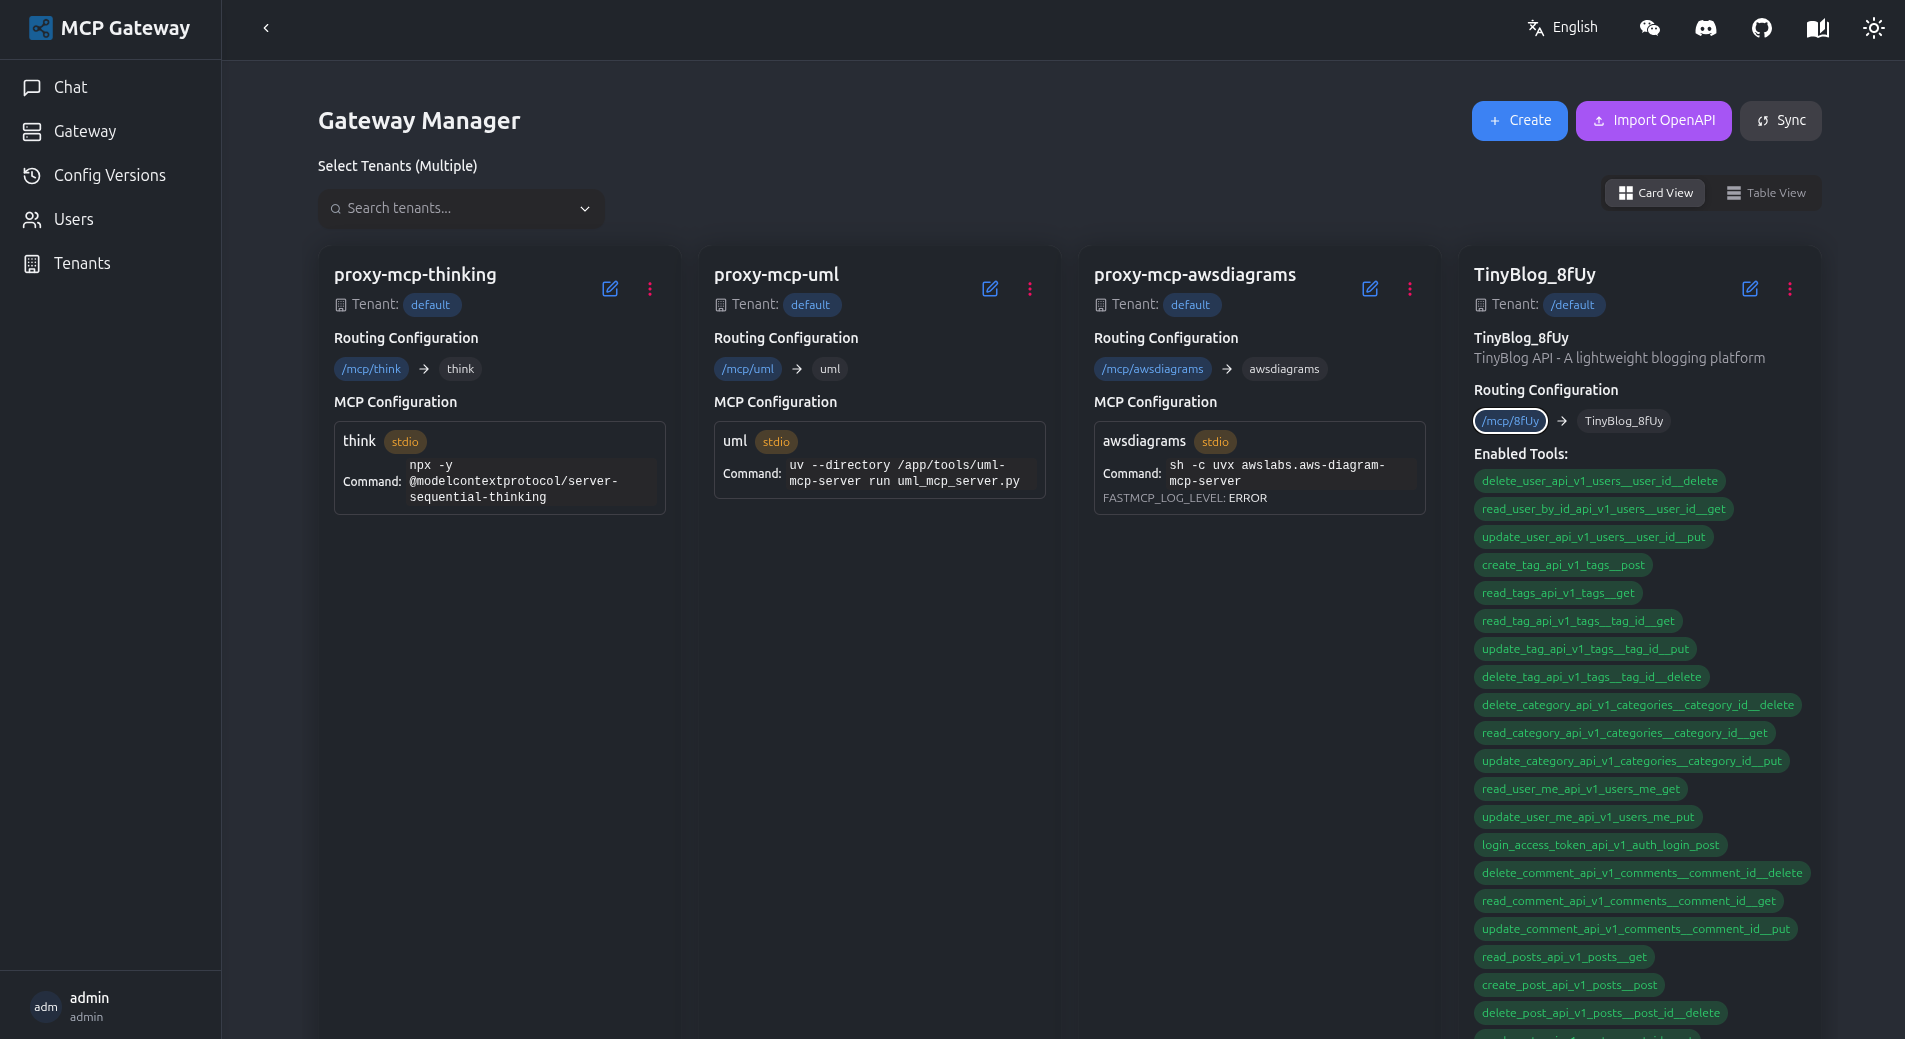 MCP Gateway
English
Chat
Gateway
Config Versions
Users
Tenants
adm
admin
admin
Gateway Manager
+ Create
Import OpenAPI
Sync
Select Tenants (Multiple)
Search tenants...
Card View
Table View
proxy-mcp-thinking
Tenant: default
Routing Configuration
/mcp/think → think
MCP Configuration
think stdio
Command: npx -y
@modelcontextprotocol/server-
sequential-thinking
proxy-mcp-uml
Tenant: default
Routing Configuration
/mcp/uml → uml
MCP Configuration
uml stdio
Command: uv --directory /app/tools/uml-
mcp-server run uml_mcp_server.py
proxy-mcp-awsdiagrams
Tenant: default
Routing Configuration
/mcp/awsdiagrams → awsdiagrams
MCP Configuration
awsdiagrams stdio
Command: sh -c uvx awslabs.aws-diagram-
mcp-server
FASTMCP_LOG_LEVEL: ERROR
TinyBlog_8fUy
Tenant: /default
TinyBlog_8fUy
TinyBlog API - A lightweight blogging platform
Routing Configuration
/mcp/8fUy → TinyBlog_8fUy
Enabled Tools:
delete_user_api_v1_users__user_id__delete
read_user_by_id_api_v1_users__user_id__get
update_user_api_v1_users__user_id__put
create_tag_api_v1_tags__post
read_tags_api_v1_tags__get
read_tag_api_v1_tags__tag_id__get
update_tag_api_v1_tags__tag_id__put
delete_tag_api_v1_tags__tag_id__delete
delete_category_api_v1_categories__category_id__delete
read_category_api_v1_categories__category_id__get
update_category_api_v1_categories__category_id__put
read_user_me_api_v1_users_me_get
update_user_me_api_v1_users_me_put
login_access_token_api_v1_auth_login_post
delete_comment_api_v1_comments__comment_id__delete
read_comment_api_v1_comments__comment_id__get
update_comment_api_v1_comments__comment_id__put
read_posts_api_v1_posts__get
create_post_api_v1_posts__post
delete_post_api_v1_posts__post_id__delete